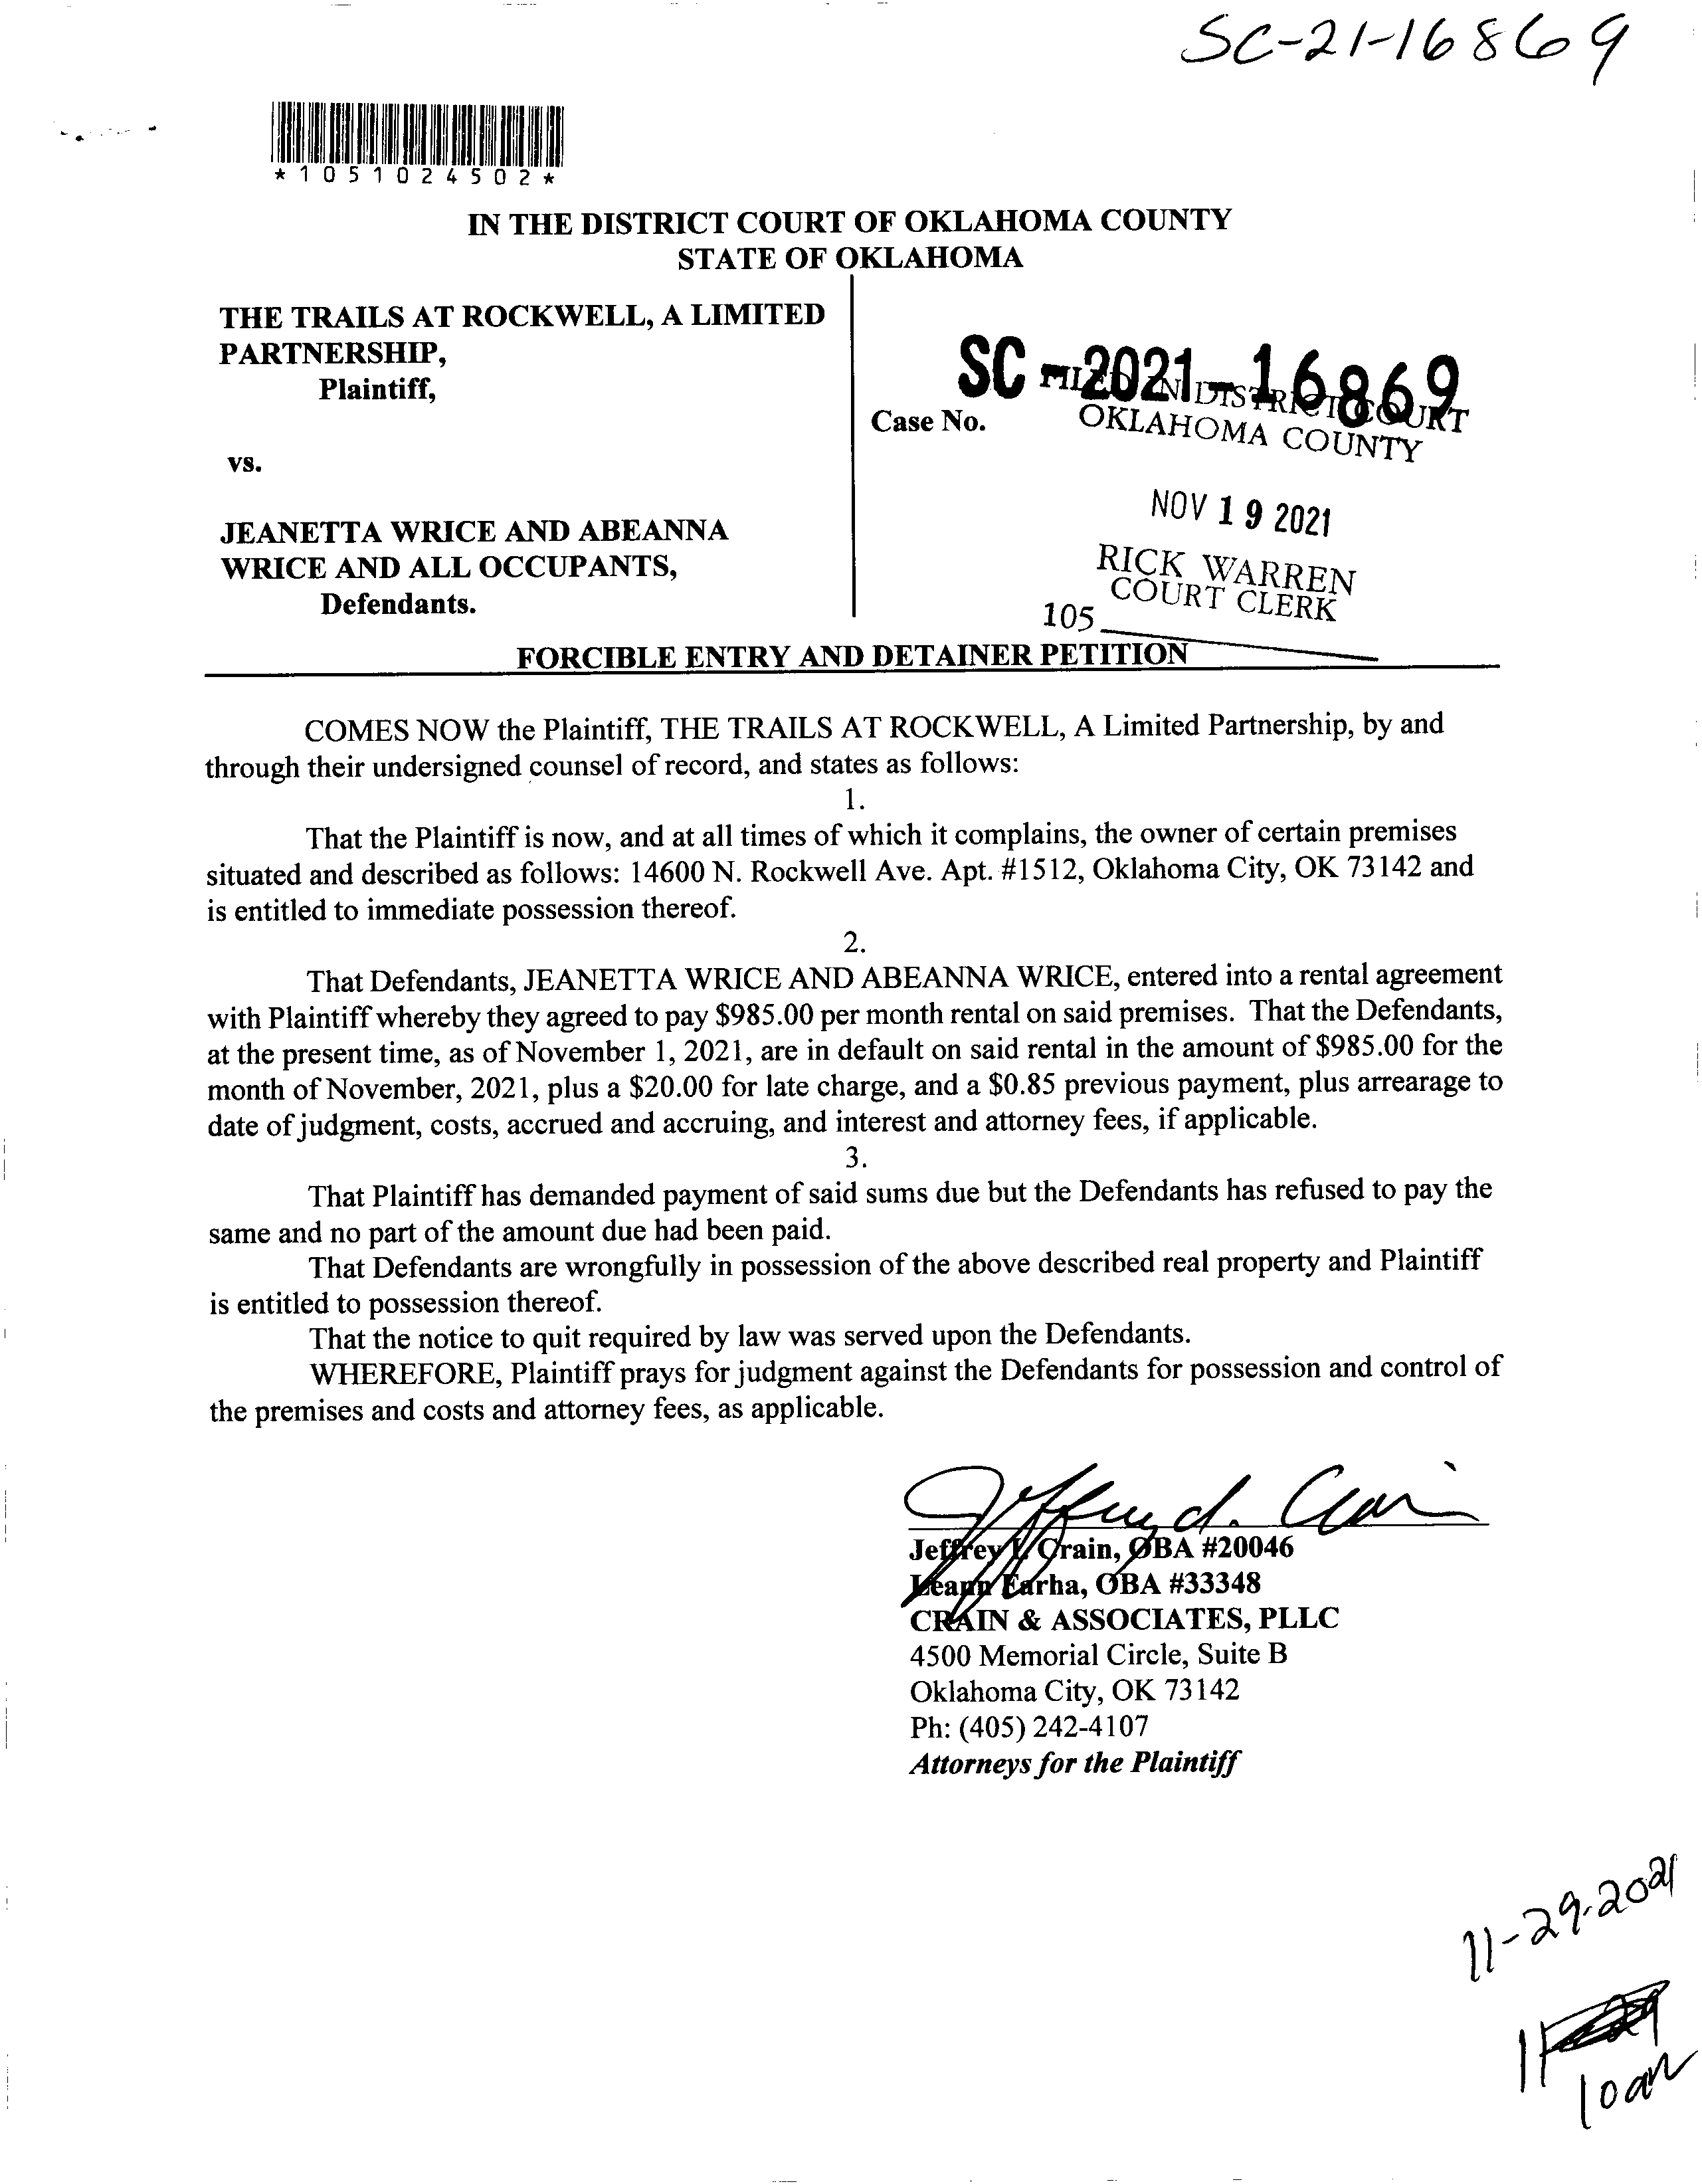 SC-21-16869
*1051024502*
IN THE DISTRICT COURT OF OKLAHOMA COUNTY
STATE OF OKLAHOMA
THE TRAILS AT ROCKWELL, A LIMITED
PARTNERSHIP,
Plaintiff,
vs.
JEANETTA WRICE AND ABEANNA
WRICE AND ALL OCCUPANTS,
Defendants.
SC-2021-16869
FILED IN DISTRICT COURT
Case No.
OKLAHOMA COUNTY
NOV 19 2021
RICK WARREN
COURT CLERK
105
FORCIBLE ENTRY AND DETAINER PETITION
COMES NOW the Plaintiff, THE TRAILS AT ROCKWELL, A Limited Partnership, by and
through their undersigned counsel of record, and states as follows:
1.
That the Plaintiff is now, and at all times of which it complains, the owner of certain premises
situated and described as follows: 14600 N. Rockwell Ave. Apt. #1512, Oklahoma City, OK 73142 and
is entitled to immediate possession thereof.
2.
That Defendants, JEANETTA WRICE AND ABEANNA WRICE, entered into a rental agreement
with Plaintiff whereby they agreed to pay $985.00 per month rental on said premises. That the Defendants,
at the present time, as of November 1, 2021, are in default on said rental in the amount of $985.00 for the
month of November, 2021, plus a $20.00 for late charge, and a $0.85 previous payment, plus arrearage to
date of judgment, costs, accrued and accruing, and interest and attorney fees, if applicable.
3.
That Plaintiff has demanded payment of said sums due but the Defendants has refused to pay the
same and no part of the amount due had been paid.
That Defendants are wrongfully in possession of the above described real property and Plaintiff
is entitled to possession thereof.
That the notice to quit required by law was served upon the Defendants.
WHEREFORE, Plaintiff prays for judgment against the Defendants for possession and control of
the premises and costs and attorney fees, as applicable.
Jeffrey L. Crain, OBA #20046
Leann Farha, OBA #33348
CRAIN & ASSOCIATES, PLLC
4500 Memorial Circle, Suite B
Oklahoma City, OK 73142
Ph: (405) 242-4107
Attorneys for the Plaintiff
11-29-2021
10am